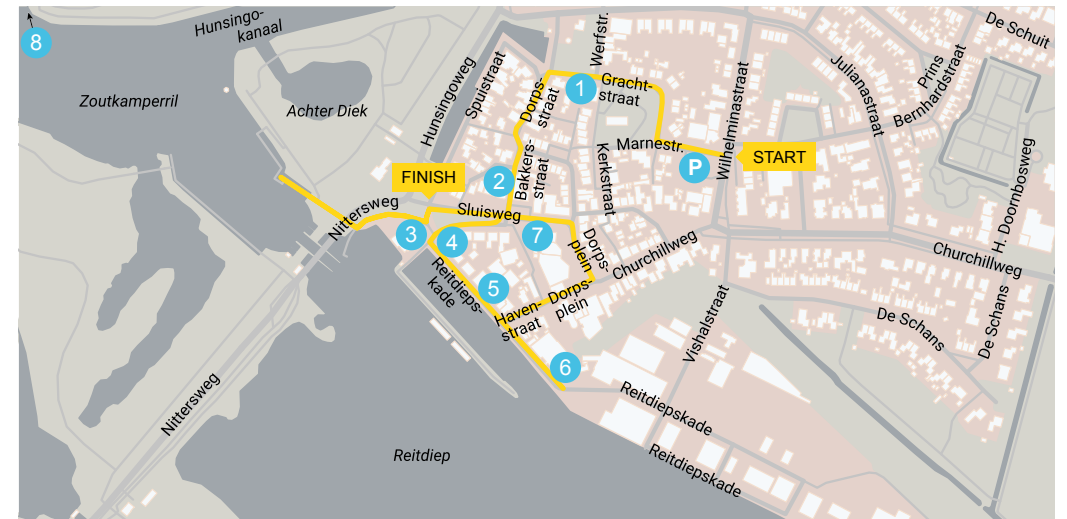 8
Hunsingo-
kanaal
Zoutkamperril
Achter Diek
Hunsingoweg
Spuistraat
Dorps-
straat
Werfstr.
1
Gracht-
straat
Marnestr.
P
START
Wilhelminastraat
Julianastraat
Prins
Bernhardstraat
De Schuit
H. Doornbosweg
Kerkstraat
Bakkers-
straat
2
FINISH
Nittersweg
3
Sluisweg
4
7
Dorps-
plein
Churchillweg
Churchillweg
Reitdieps-
kade
5
Haven-
straat
Dorps-
plein
6
Vishalstraat
De Schans
De Schans
Nittersweg
Reitdiep
Reitdiepskade
Reitdiepskade